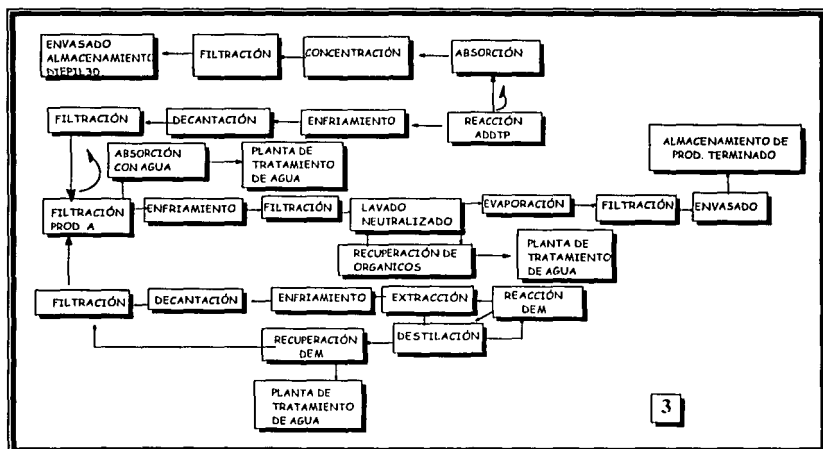 ENVASADO
ALMACENAMIENTO
DIEPIL30.
FILTRACIÓN
CONCENTRACIÓN
ABSORCIÓN
FILTRACIÓN
DECANTACIÓN
ENFRIAMIENTO
REACCIÓN
ADDTP
ABSORCIÓN
CON AGUA
PLANTA DE
TRATAMIENTO
DE AGUA
ALMACENAMIENTO DE
PROD. TERMINADO
FILTRACIÓN
PROD A
ENFRIAMIENTO
FILTRACIÓN
LAVADO
NEUTRALIZADO
EVAPORACIÓN
FILTRACIÓN
ENVASADO
RECUPERACIÓN DE
ORGANICOS
PLANTA DE
TRATAMIENTO
DE AGUA
FILTRACIÓN
DECANTACIÓN
ENFRIAMIENTO
EXTRACCIÓN
REACCIÓN
DEM
RECUPERACIÓN
DEM
DESTILACIÓN
PLANTA DE
TRATAMIENTO
DE AGUA
3